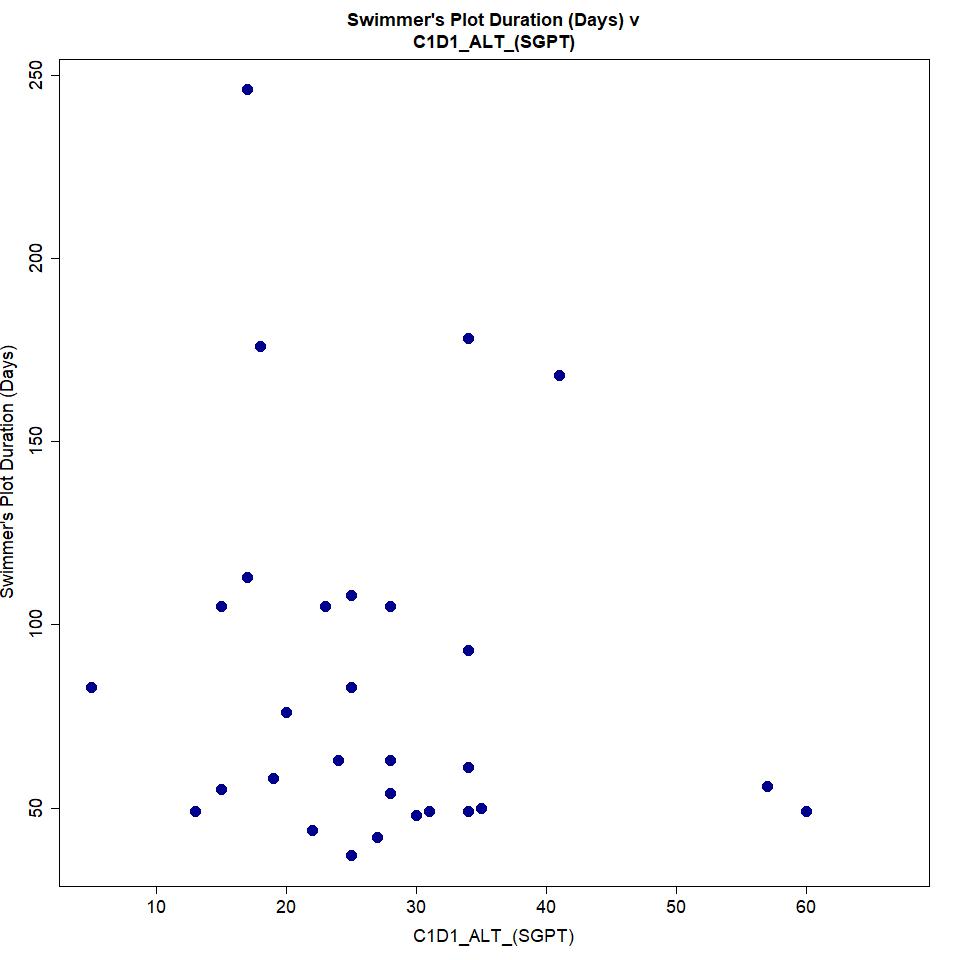 Swimmer's Plot Duration (Days) v
C1D1_ALT_(SGPT)
250
200
150
100
50
Swimmer's Plot Duration (Days)
10 20 30 40 50 60
C1D1_ALT_(SGPT)